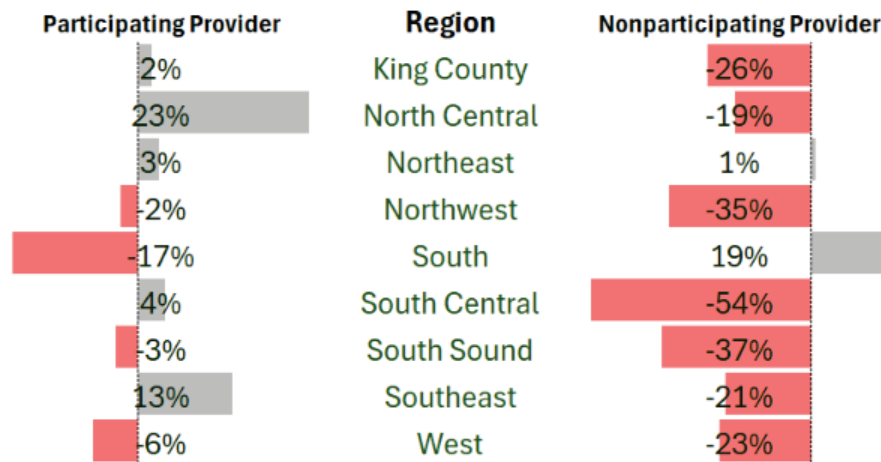 Participating Provider Region Nonparticipating Provider
2% King County -26%
23% North Central -19%
3% Northeast 1%
-2% Northwest -35%
-17% South 19%
4% South Central -54%
-3% South Sound -37%
13% Southeast -21%
-6% West -23%